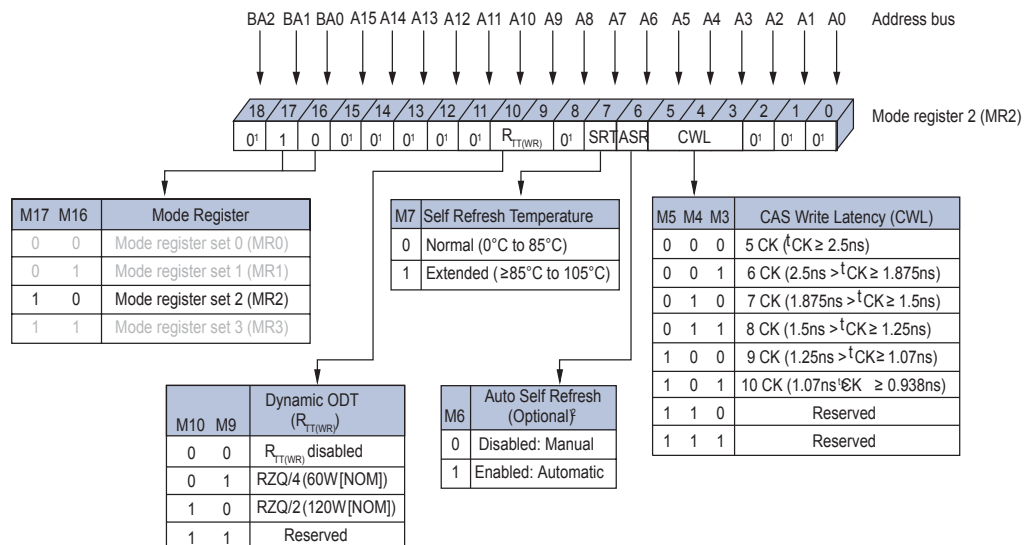 BA2 BA1 BA0 A15 A14 A13 A12 A11 A10 A9 A8 A7 A6 A5 A4 A3 A2 A1 A0 Address bus
18 17 16 15 14 13 12 11 10 9 8 7 6 5 4 3 2 1 0 Mode register 2 (MR2)
0¹ 1 0 0¹ 0¹ 0¹ 0¹ 0¹ RTT(WR) 0¹ SRT ASR CWL 0¹ 0¹ 0¹
M17 M16 Mode Register
0 0 Mode register set 0 (MR0)
0 1 Mode register set 1 (MR1)
1 0 Mode register set 2 (MR2)
1 1 Mode register set 3 (MR3)
M7 Self Refresh Temperature
0 Normal (0°C to 85°C)
1 Extended (≥85°C to 105°C)
M5 M4 M3 CAS Write Latency (CWL)
0 0 0 5 CK (tCK ≥ 2.5ns)
0 0 1 6 CK (2.5ns > tCK ≥ 1.875ns)
0 1 0 7 CK (1.875ns > tCK ≥ 1.5ns)
0 1 1 8 CK (1.5ns > tCK ≥ 1.25ns)
1 0 0 9 CK (1.25ns > tCK ≥ 1.07ns)
1 0 1 10 CK (1.07ns ≥ 0.938ns)
1 1 0 Reserved
1 1 1 Reserved
M10 M9 Dynamic ODT
(RTT(WR))
0 0 RTT(WR) disabled
0 1 RZQ/4 (60W [NOM])
1 0 RZQ/2 (120W [NOM])
1 1 Reserved
M6 Auto Self Refresh
(Optional)²
0 Disabled: Manual
1 Enabled: Automatic